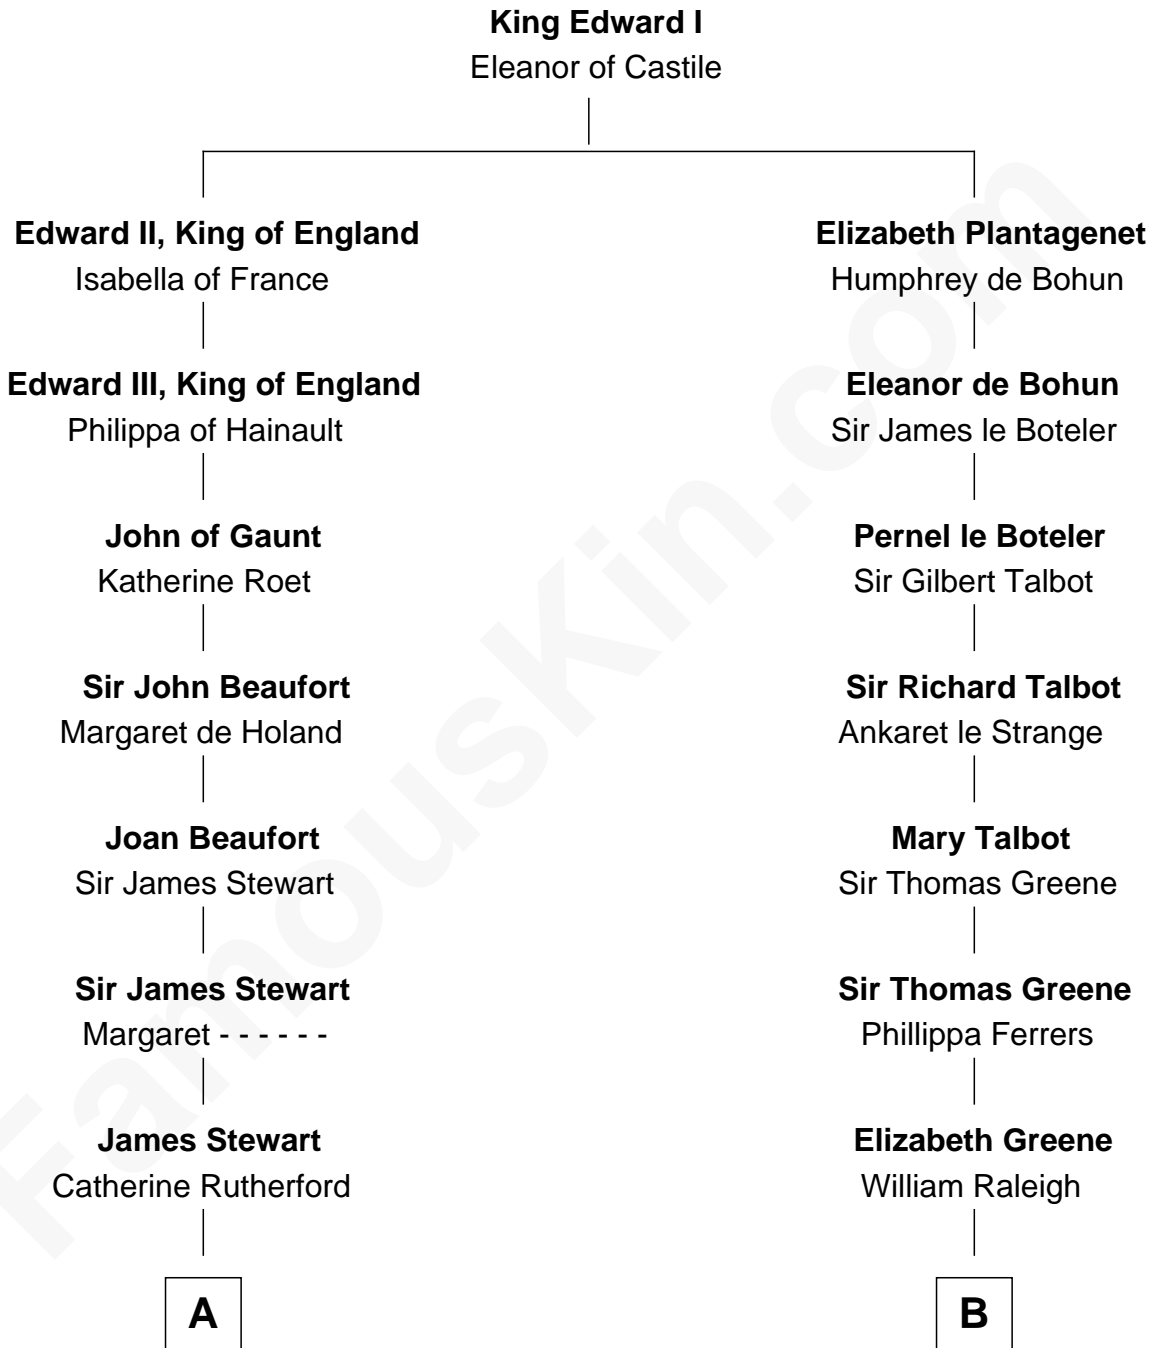 King Edward I
Eleanor of Castile
Edward II, King of England
Isabella of France
Edward III, King of England
Philippa of Hainault
John of Gaunt
Katherine Roet
Sir John Beaufort
Margaret de Holand
Joan Beaufort
Sir James Stewart
Sir James Stewart
Margaret - - - - - -
James Stewart
Catherine Rutherford
A
Elizabeth Plantagenet
Humphrey de Bohun
Eleanor de Bohun
Sir James le Boteler
Pernel le Boteler
Sir Gilbert Talbot
Sir Richard Talbot
Ankaret le Strange
Mary Talbot
Sir Thomas Greene
Sir Thomas Greene
Phillippa Ferrers
Elizabeth Greene
William Raleigh
B
FamousKin.com